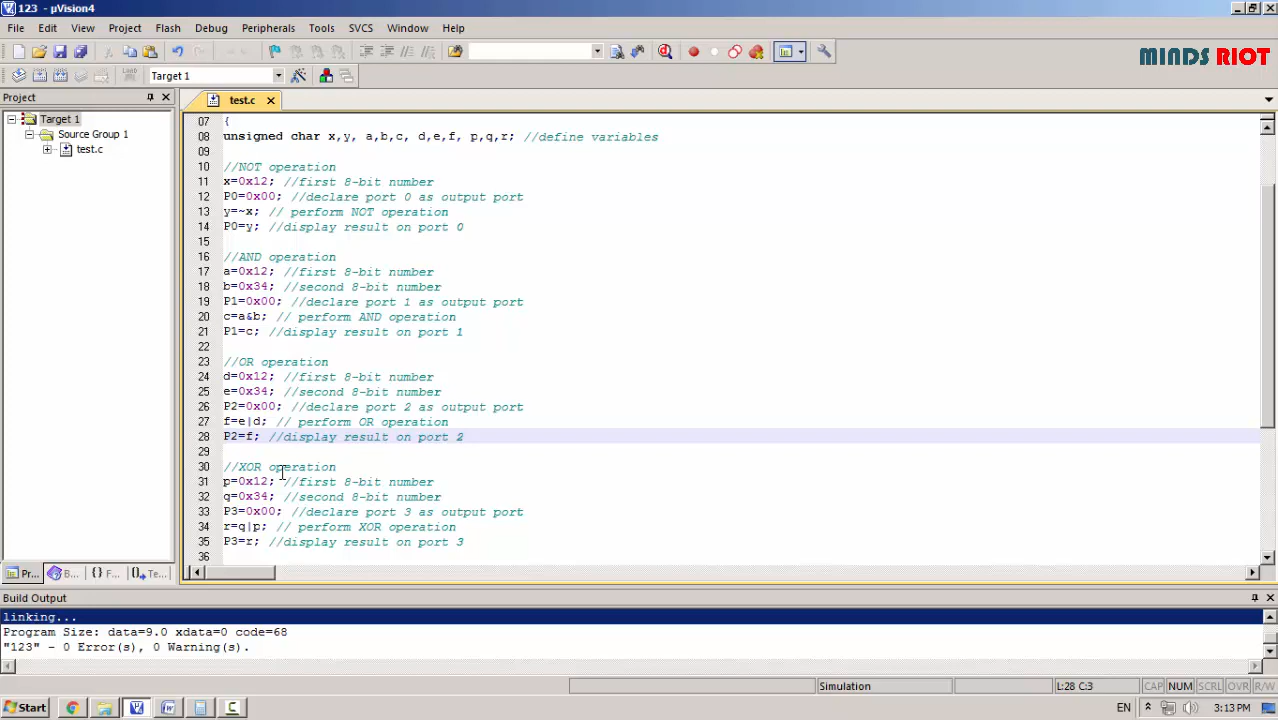 123 - µVision4
File Edit View Project Flash Debug Peripherals Tools SVCS Window Help
MINDS RIOT
LOAD
Target 1
Project
test.c
Target 1
Source Group 1
test.c
07 {
08 unsigned char x,y, a,b,c, d,e,f, p,q,r; //define variables
09
10 //NOT operation
11 x=0x12; //first 8-bit number
12 P0=0x00; //declare port 0 as output port
13 y=~x; // perform NOT operation
14 P0=y; //display result on port 0
15
16 //AND operation
17 a=0x12; //first 8-bit number
18 b=0x34; //second 8-bit number
19 P1=0x00; //declare port 1 as output port
20 c=a&b; // perform AND operation
21 P1=c; //display result on port 1
22
23 //OR operation
24 d=0x12; //first 8-bit number
25 e=0x34; //second 8-bit number
26 P2=0x00; //declare port 2 as output port
27 f=e|d; // perform OR operation
28 P2=f; //display result on port 2
29
30 //XOR operation
31 p=0x12; //first 8-bit number
32 q=0x34; //second 8-bit number
33 P3=0x00; //declare port 3 as output port
34 r=q|p; // perform XOR operation
35 P3=r; //display result on port 3
36
Pr... B... {} F... Te...
Build Output
linking...
Program Size: data=9.0 xdata=0 code=68
"123" - 0 Error(s), 0 Warning(s).
Simulation L:28 C:3 CAP NUM SCRL OVR R/W
Start EN 3:13 PM